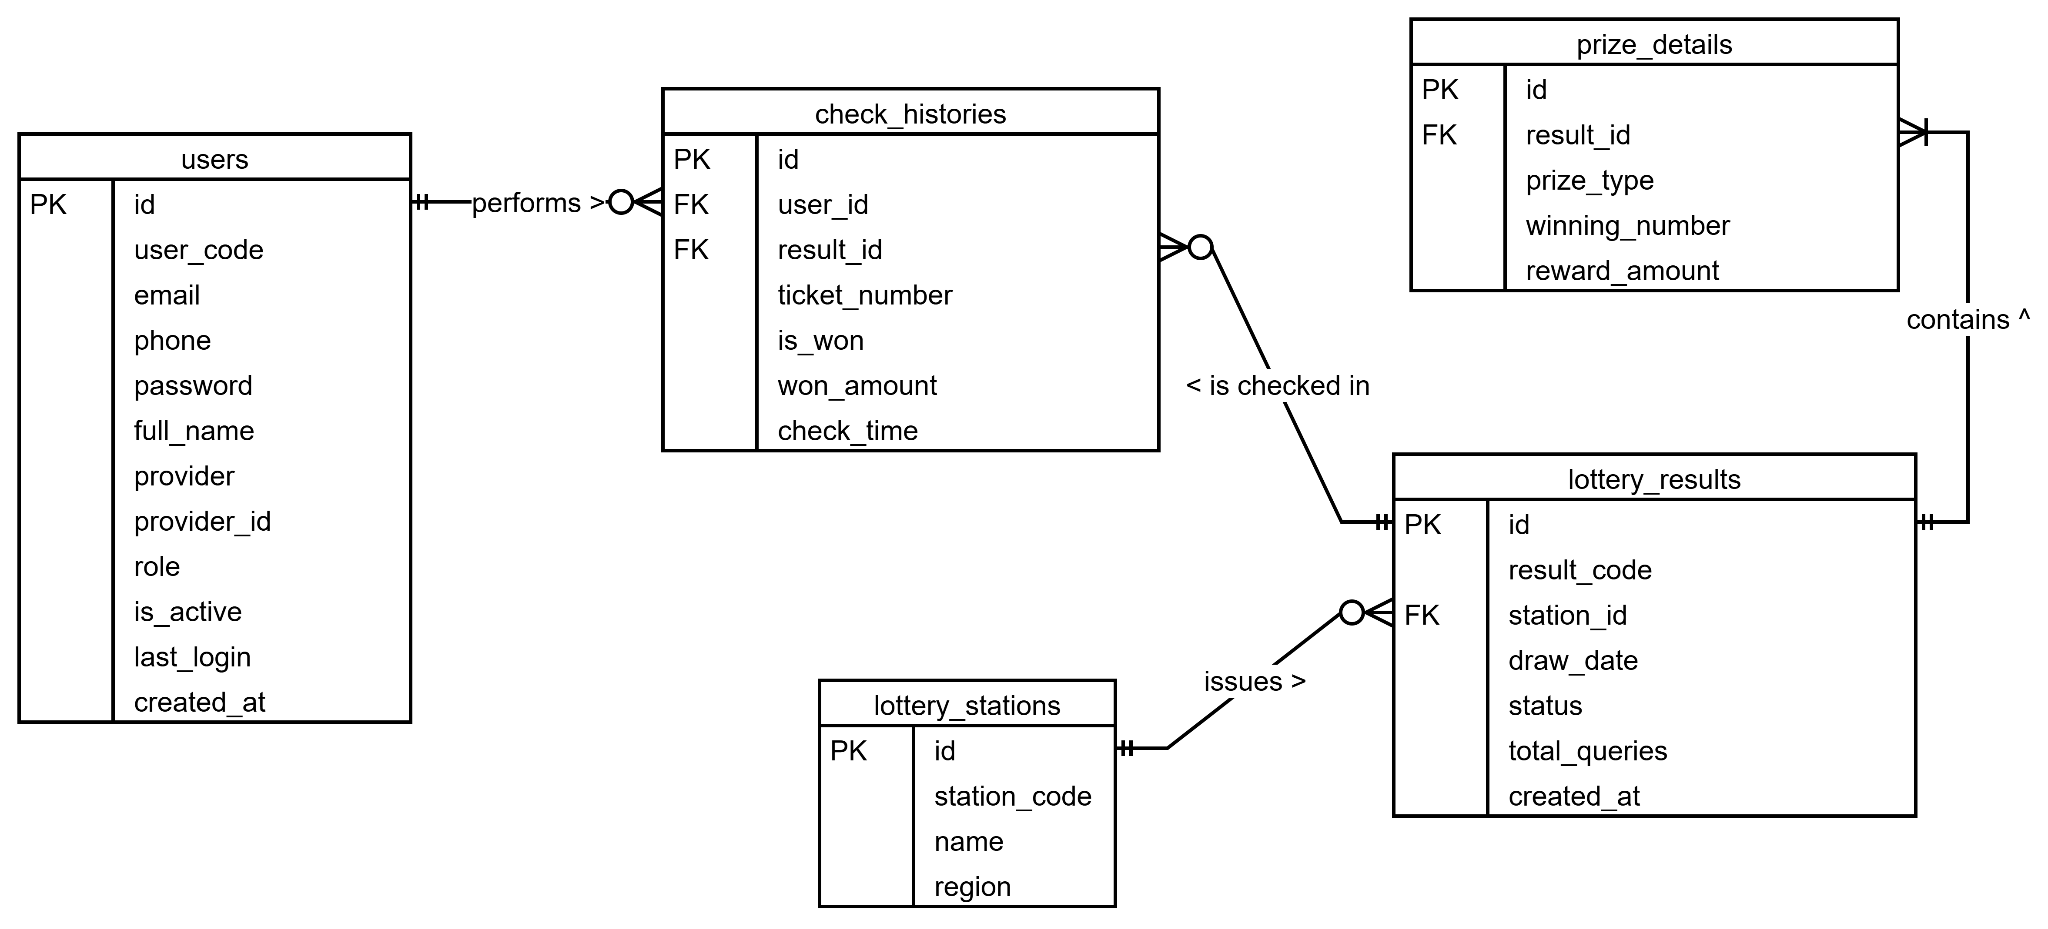 users
PK id
user_code
email
phone
password
full_name
provider
provider_id
role
is_active
last_login
created_at
performs >
check_histories
PK id
FK user_id
FK result_id
ticket_number
is_won
won_amount
check_time
prize_details
PK id
FK result_id
prize_type
winning_number
reward_amount
contains ^
< is checked in
lottery_results
PK id
result_code
FK station_id
draw_date
status
total_queries
created_at
issues >
lottery_stations
PK id
station_code
name
region